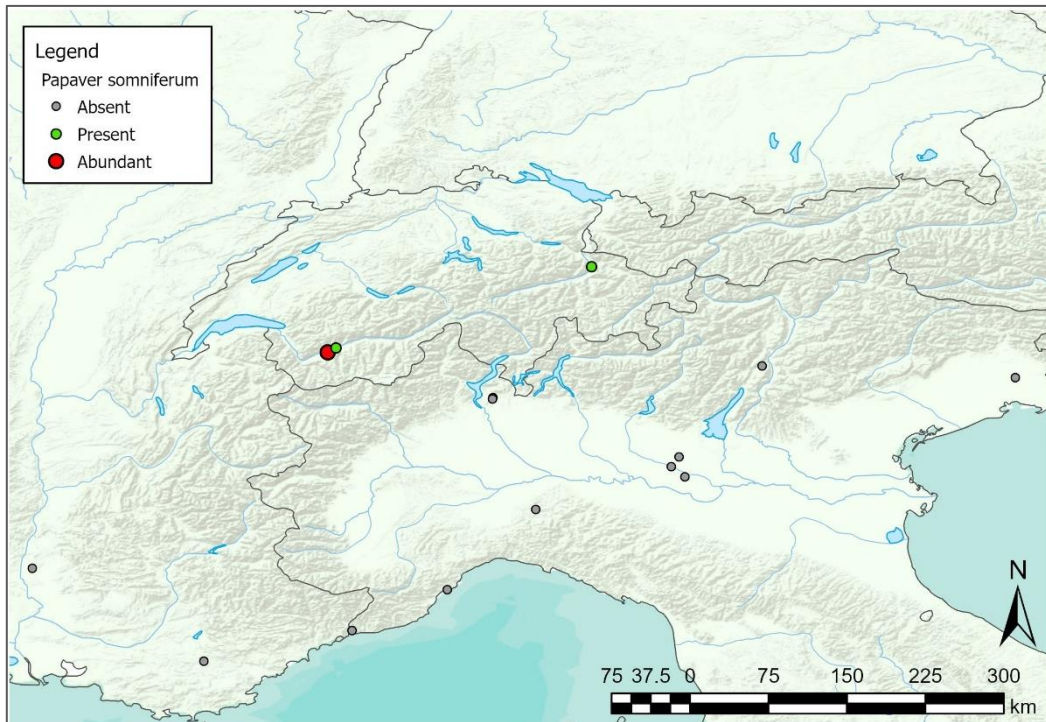 Legend
Papaver somniferum
Absent
Present
Abundant
N
75 37.5 0 75 150 225 300
km